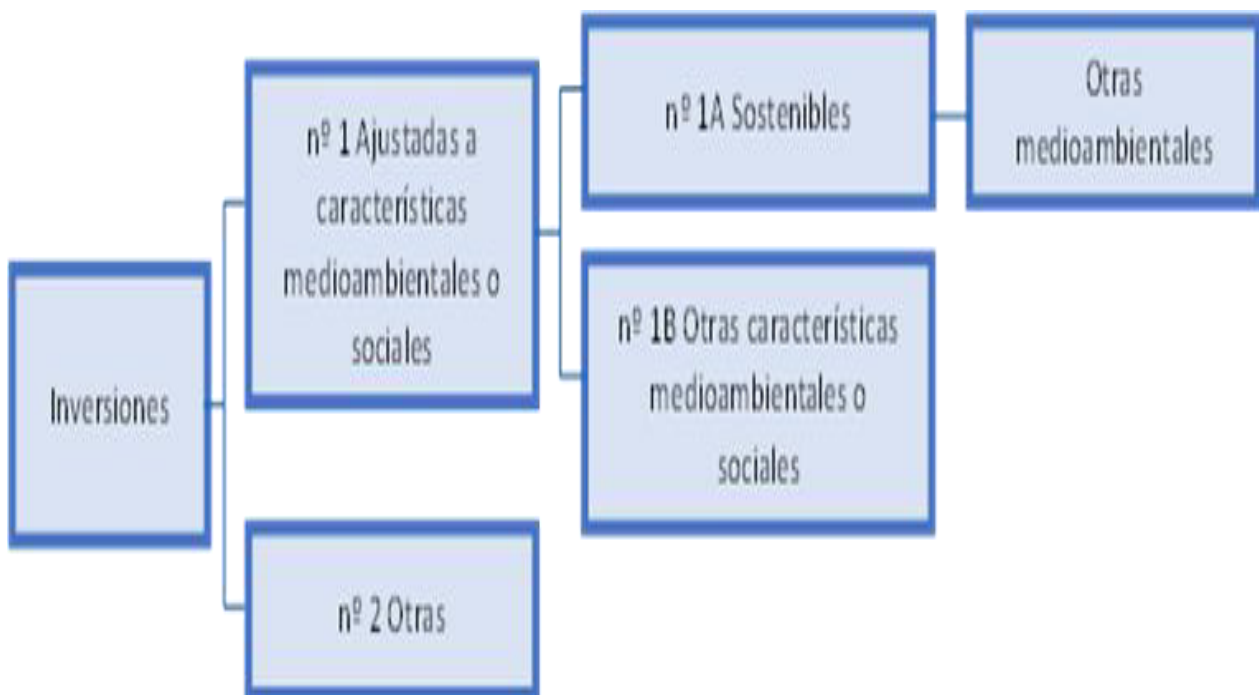 Inversiones
nº 1 Ajustadas a
características
medioambientales o
sociales
nº 2 Otras
nº 1A Sostenibles
nº 1B Otras características
medioambientales o
sociales
Otras
medioambientales